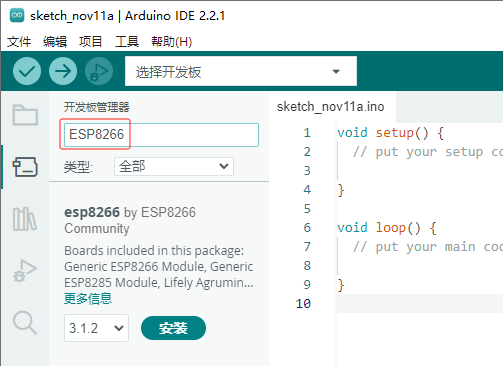 sketch_nov11a | Arduino IDE 2.2.1
文件 编辑 项目 工具 帮助(H)
选择开发板
开发板管理器
ESP8266
类型: 全部
esp8266 by ESP8266
Community
Boards included in this package:
Generic ESP8266 Module, Generic
ESP8285 Module, Lifely Agrumin...
更多信息
3.1.2 安装
sketch_nov11a.ino
1 void setup() {
2 // put your setup co
3
4 }
5
6 void loop() {
7 // put your main cod
8
9 }
10